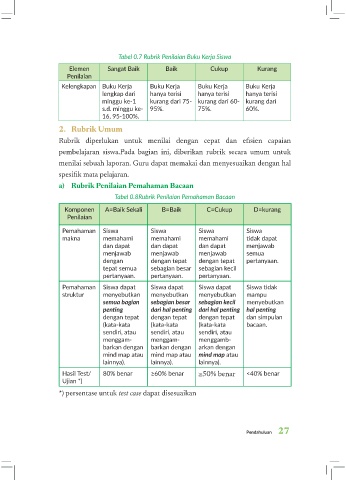 Tabel 0.7 Rubrik Penilaian Buku Kerja Siswa
Elemen Penilaian Sangat Baik Baik Cukup Kurang
Kelengkapan Buku Kerja Buku Kerja Buku Kerja Buku Kerja
lengkap dari hanya terisi hanya terisi hanya terisi
minggu ke-1 kurang dari 75- kurang dari 60- kurang dari
s.d. minggu ke- 95%. 75%. 60%.
16, 95-100%.
2. Rubrik Umum
Rubrik diperlukan untuk menilai dengan cepat dan efisien capaian
pembelajaran siswa.Pada bagian ini, diberikan rubrik secara umum untuk
menilai sebuah laporan. Guru dapat memakai dan menyesuaikan dengan hal
spesifik mata pelajaran.
a) Rubrik Penilaian Pemahaman Bacaan
Tabel 0.8Rubrik Penilaian Pemahaman Bacaan
Komponen Penilaian A=Baik Sekali B=Baik C=Cukup D=kurang
Pemahaman Siswa Siswa Siswa Siswa
makna memahami memahami memahami tidak dapat
dan dapat dan dapat dan dapat menjawab
menjawab menjawab menjawab semua
dengan dengan tepat dengan tepat pertanyaan.
tepat semua sebagian besar sebagian kecil
pertanyaan. pertanyaan. pertanyaan.
Pemahaman Siswa dapat Siswa dapat Siswa dapat Siswa tidak
struktur menyebutkan menyebutkan menyebutkan mampu
semua bagian sebagian besar sebagian kecil menyebutkan
penting dari hal penting dari hal penting hal penting
dengan tepat dengan tepat dengan tepat dan simpulan
(kata-kata (kata-kata (kata-kata bacaan.
sendiri, atau sendiri, atau sendiri, atau
menggam- menggam- menggamb-
barkan dengan barkan dengan arkan dengan
mind map atau mind map atau mind map atau
lainnya). lainnya). lainnya).
Hasil Test/ 80% benar ≥60% benar ≥50% benar <40% benar
Ujian *)
*) persentase untuk test case dapat disesuaikan
Pendahuluan 27